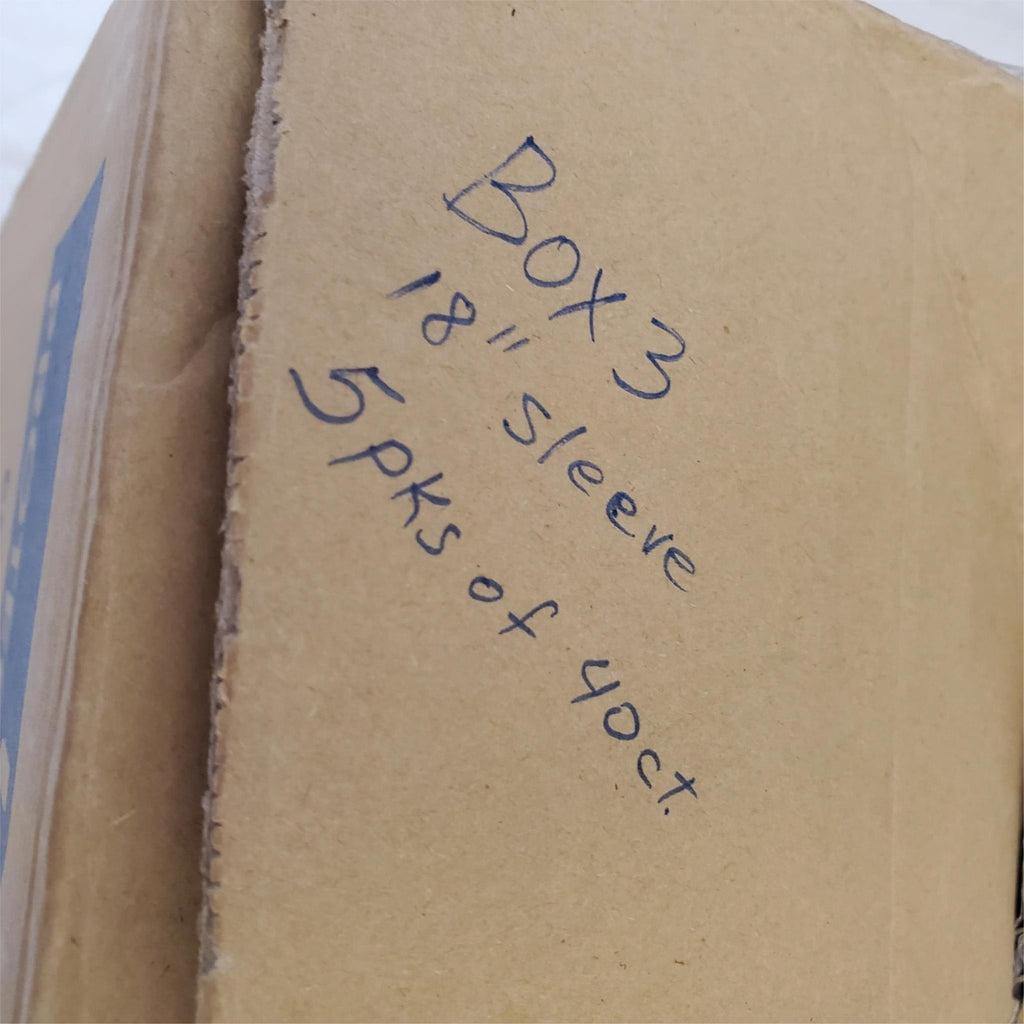 Box 3
18" sleeve
5 pks of 40ct.